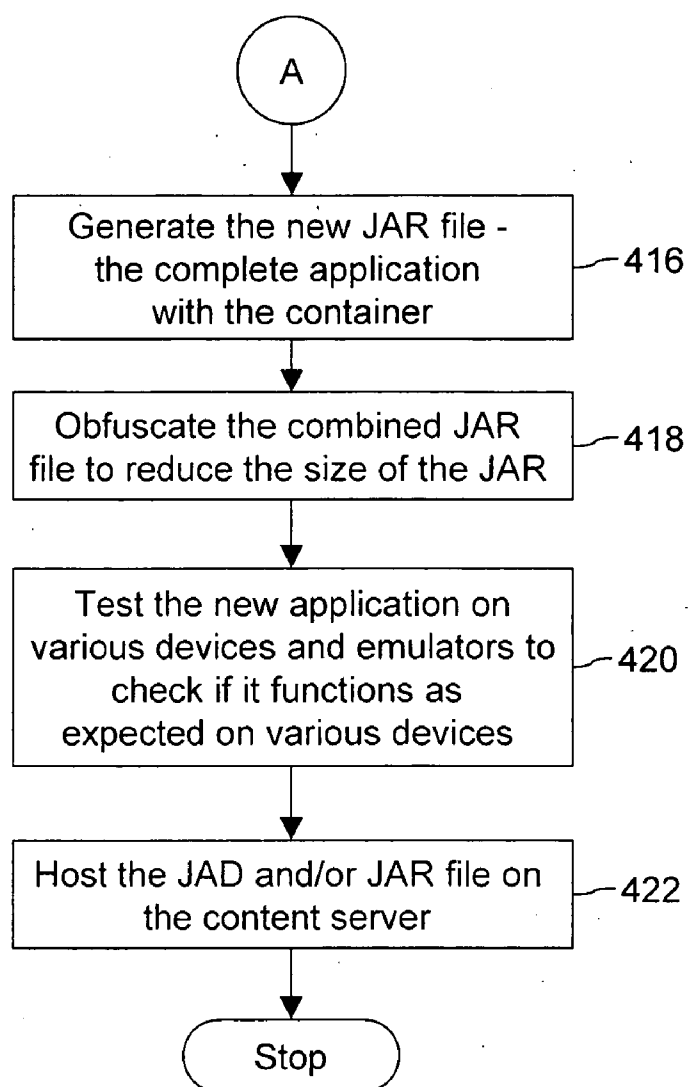 A
Generate the new JAR file -
the complete application
with the container
416
Obfuscate the combined JAR
file to reduce the size of the JAR
418
Test the new application on
various devices and emulators to
check if it functions as
expected on various devices
420
Host the JAD and/or JAR file on
the content server
422
Stop